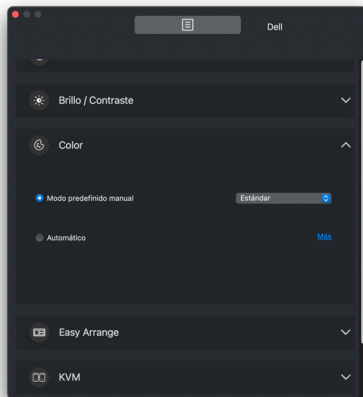 Dell
Brillo / Contraste
Color
Modo predefinido manual
Estándar
Automático
Más
Easy Arrange
KVM